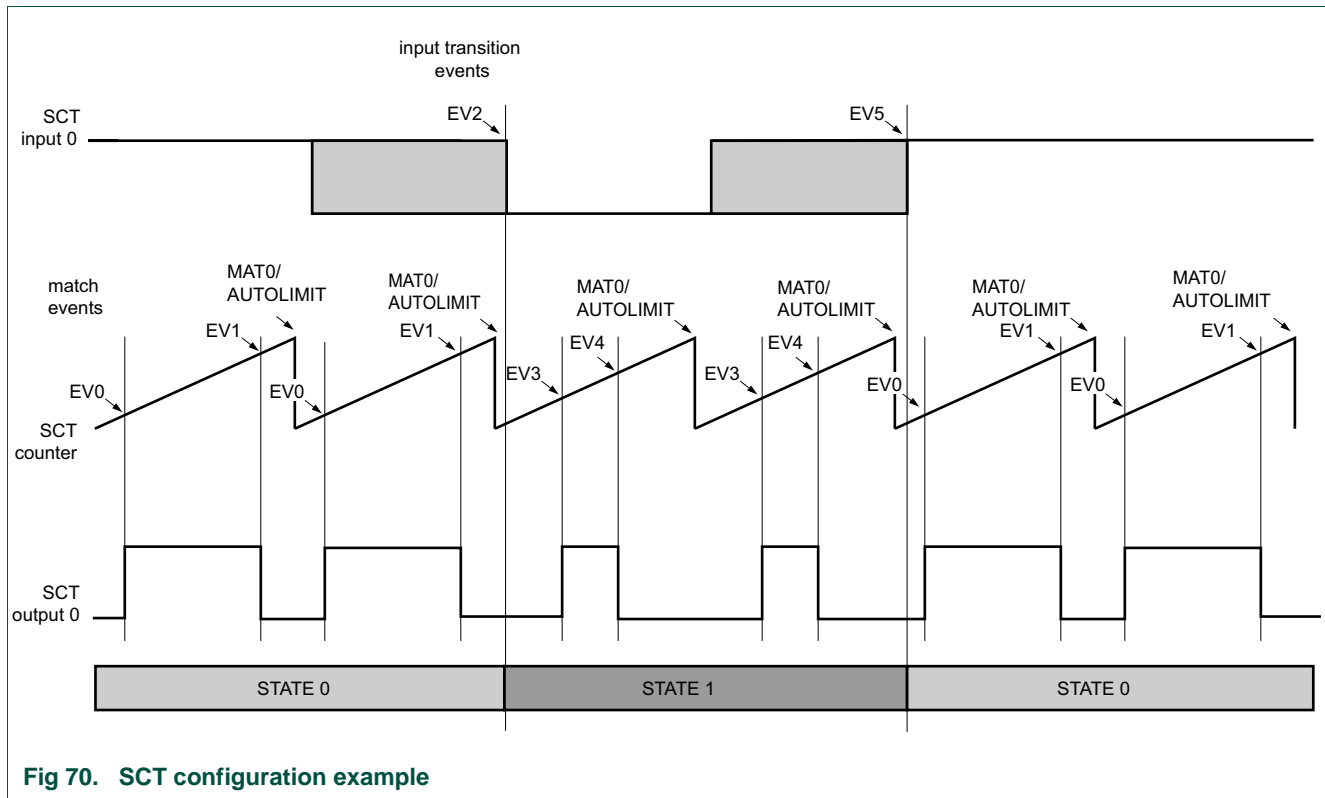 input transition
events
SCT
input 0
EV2
EV5
match
events
MAT0/
AUTOLIMIT
MAT0/
AUTOLIMIT
MAT0/
AUTOLIMIT
MAT0/
AUTOLIMIT
MAT0/
AUTOLIMIT
MAT0/
AUTOLIMIT
EV1
EV1
EV4
EV4
EV1
EV1
EV0
EV0
EV3
EV3
EV0
EV0
SCT
counter
SCT
output 0
STATE 0
STATE 1
STATE 0
Fig 70. SCT configuration example